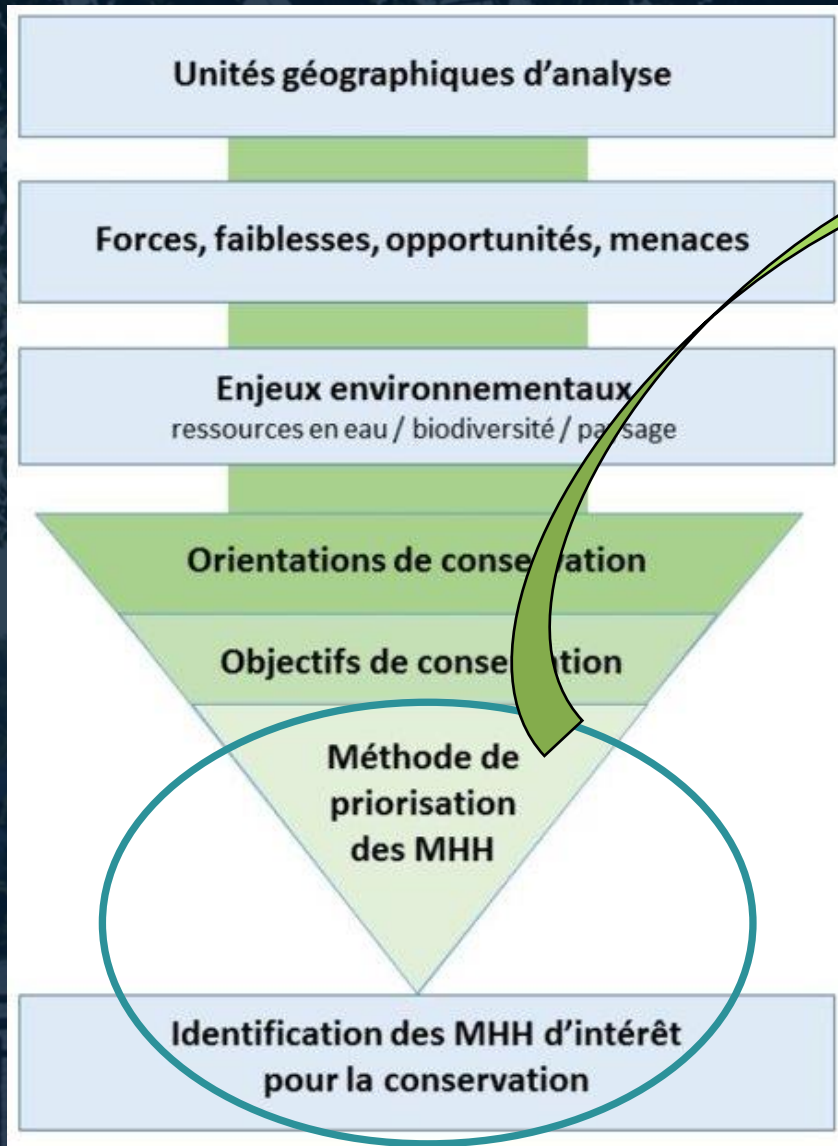 Unités géographiques d'analyse
Forces, faiblesses, opportunités, menaces
Enjeux environnementaux
ressources en eau / biodiversité / paysage
Orientations de conservation
Objectifs de conservation
Méthode de
priorisation
des MHH
Identification des MHH d'intérêt
pour la conservation